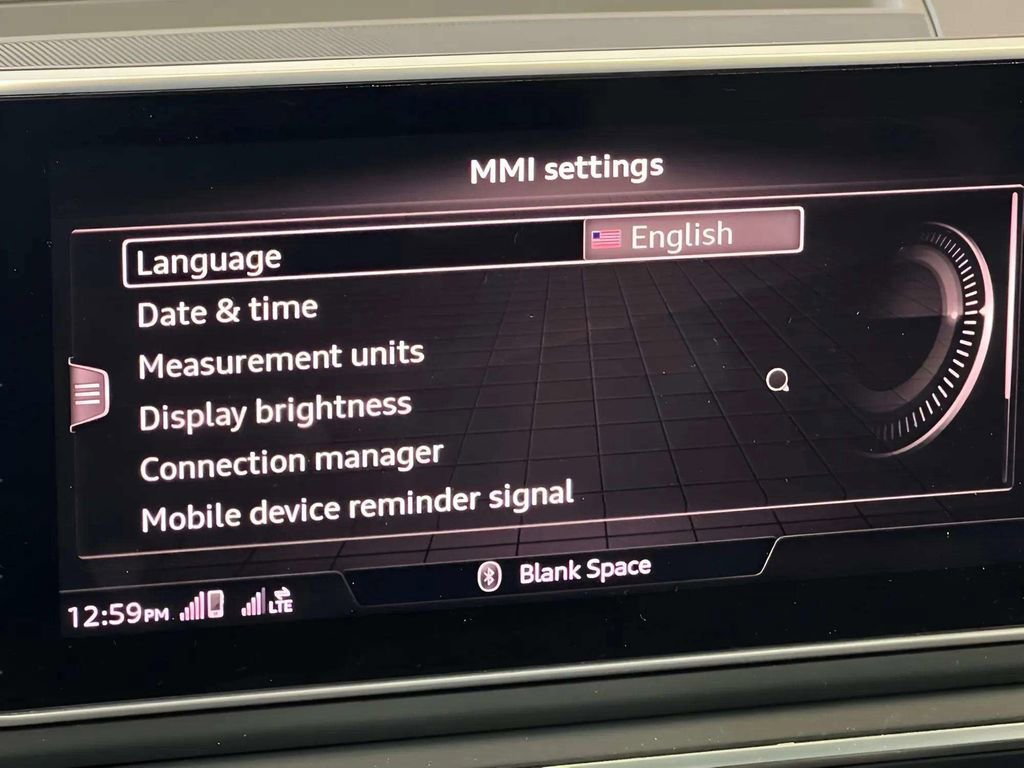 MMI settings
Language English
Date & time
Measurement units
Display brightness
Connection manager
Mobile device reminder signal
Blank Space
12:59PM LTE